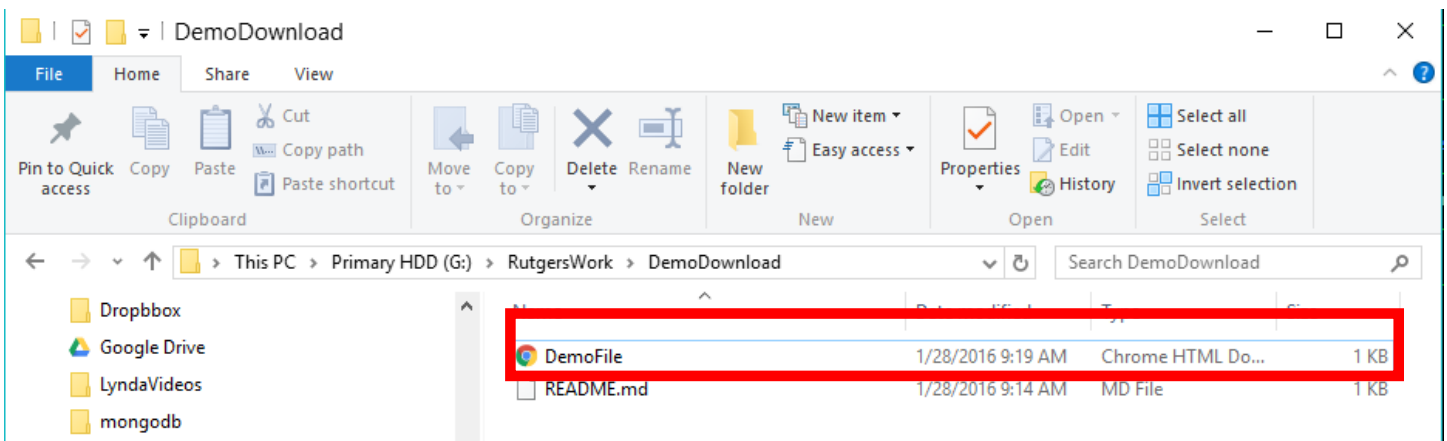 DemoDownload
File Home Share View
Pin to Quick access
Copy
Paste
Cut
Copy path
Paste shortcut
Clipboard
Move to
Copy to
Delete
Rename
Organize
New folder
New item
Easy access
New
Properties
Open
Edit
History
Open
Select all
Select none
Invert selection
Select
This PC > Primary HDD (G:) > RutgersWork > DemoDownload
Search DemoDownload
Dropbbox
Google Drive
LyndaVideos
mongodb
DemoFile 1/28/2016 9:19 AM Chrome HTML Do... 1 KB
README.md 1/28/2016 9:14 AM MD File 1 KB